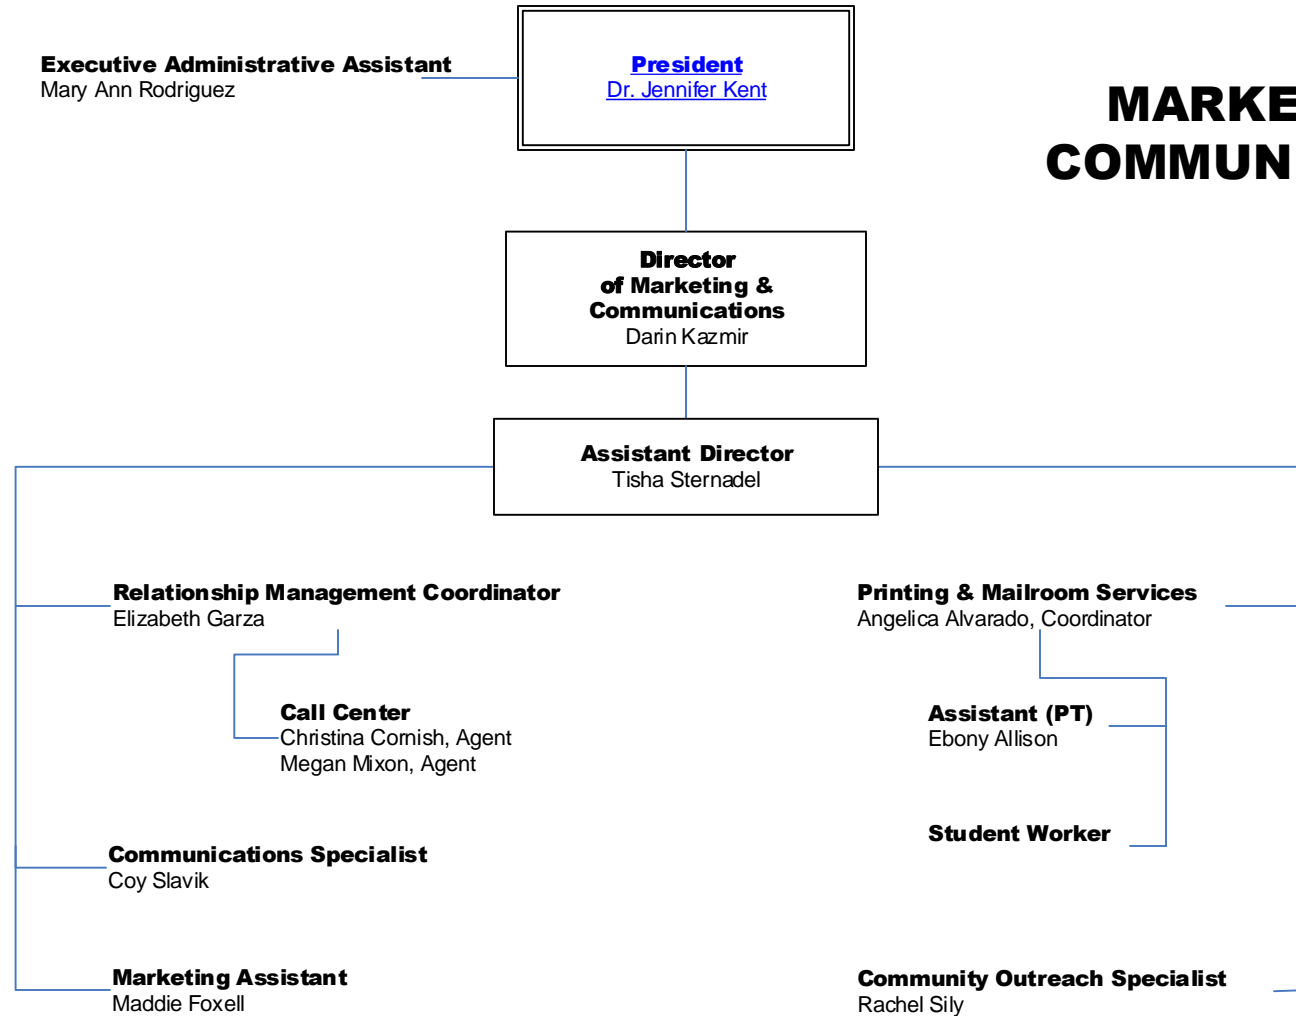 Executive Administrative Assistant
Mary Ann Rodriguez
President
Dr. Jennifer Kent
MARKE
COMMUN
Director
of Marketing &
Communications
Darin Kazmir
Assistant Director
Tisha Sternadel
Relationship Management Coordinator
Elizabeth Garza
Call Center
Christina Cornish, Agent
Megan Mixon, Agent
Communications Specialist
Coy Slavik
Marketing Assistant
Maddie Foxell
Printing & Mailroom Services
Angelica Alvarado, Coordinator
Assistant (PT)
Ebony Allison
Student Worker
Community Outreach Specialist
Rachel Sily